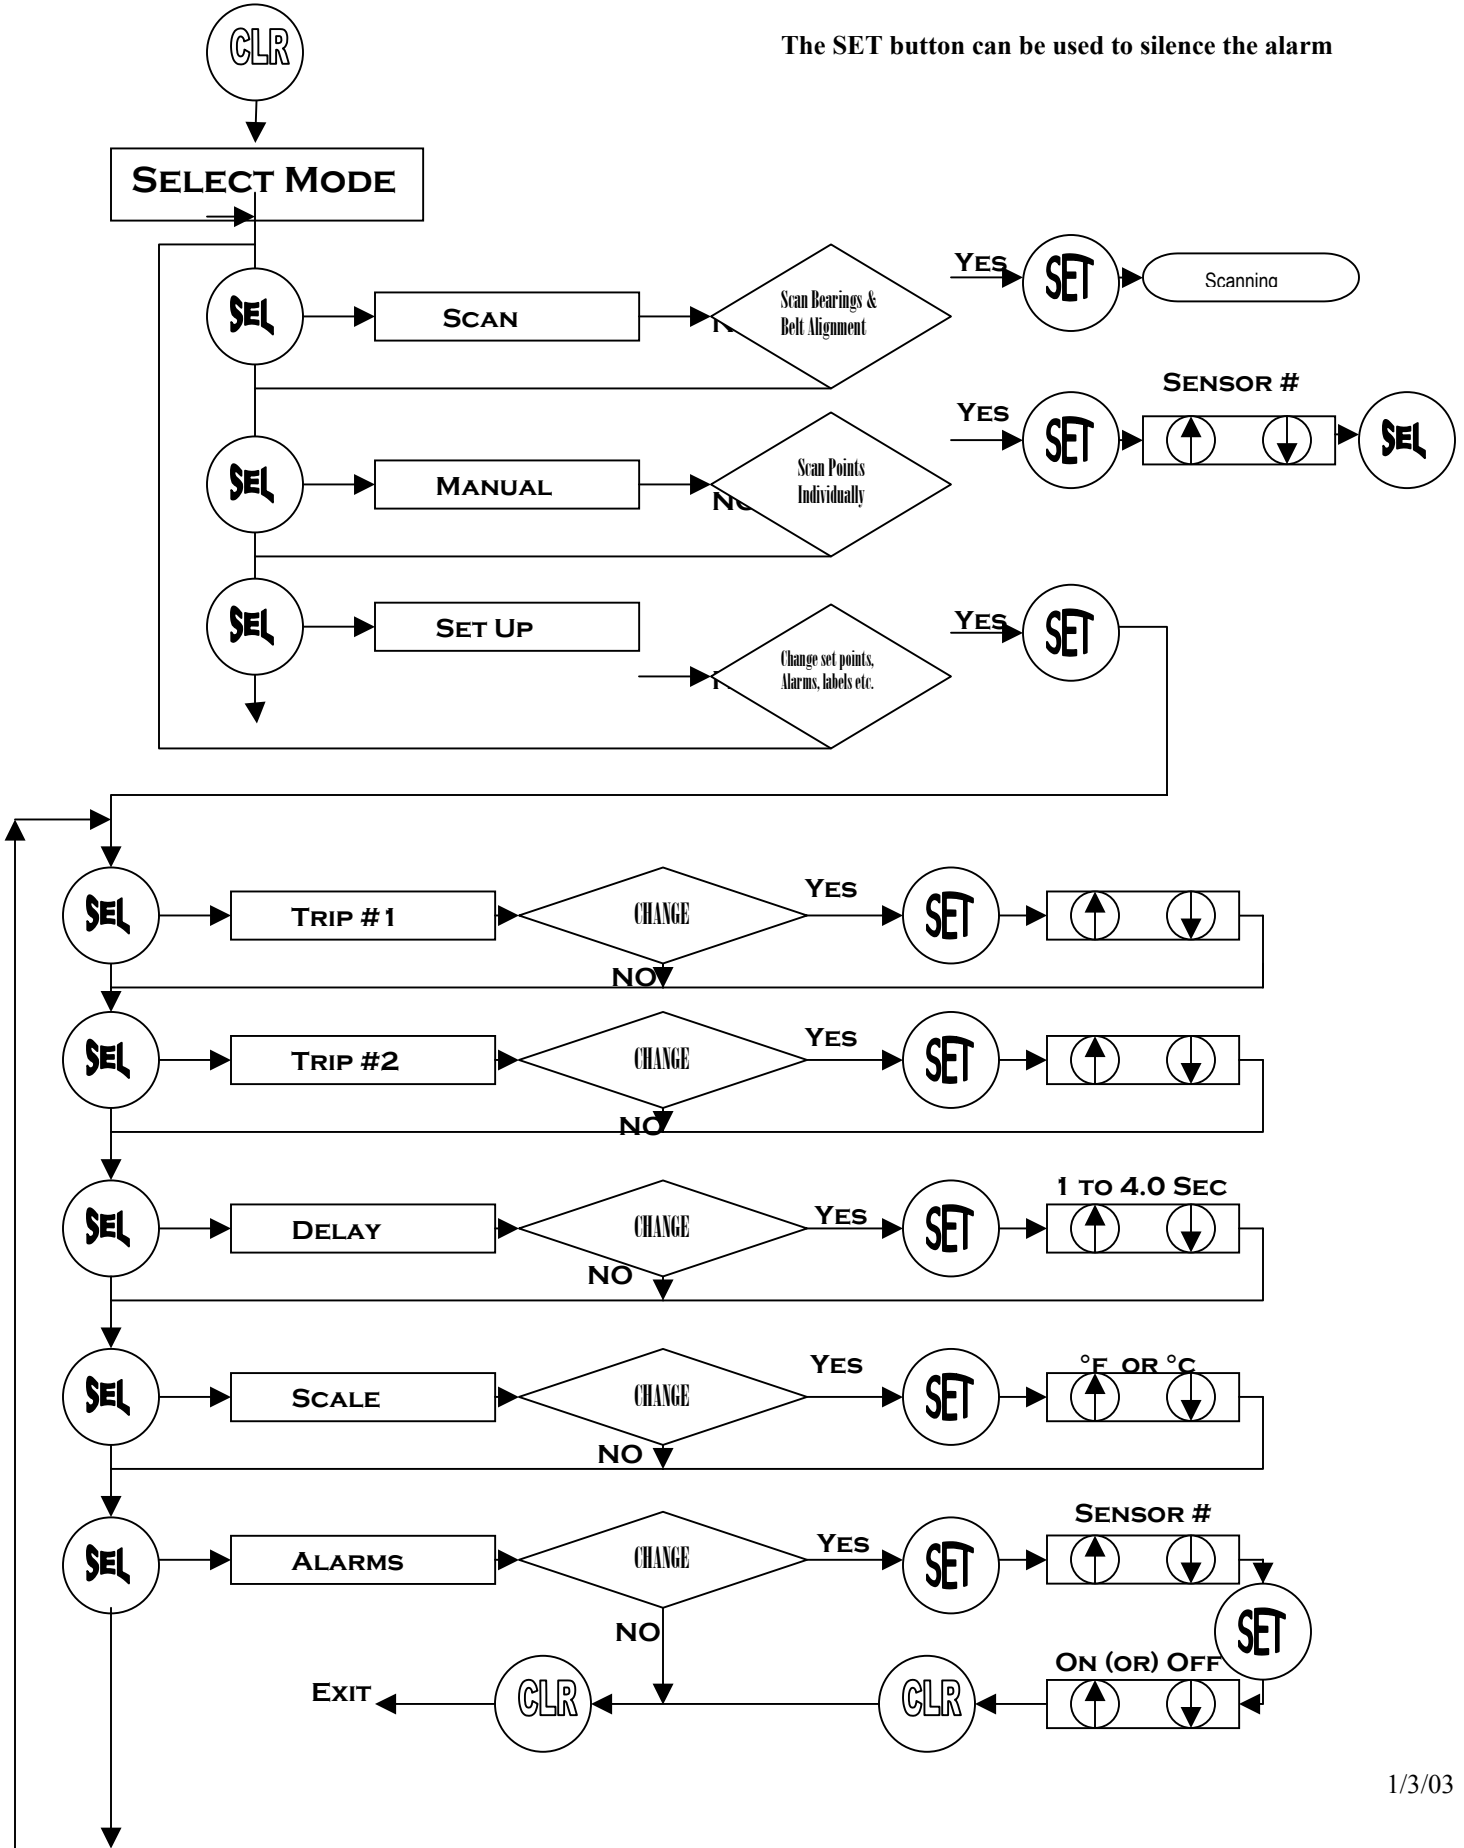 CLR
The SET button can be used to silence the alarm
SELECT MODE
SEL
SCAN
Scan Bearings &
Belt Alignment
YES
SET
Scanning
SEL
MANUAL
NO
Scan Points
Individually
YES
SET
SENSOR #
SEL
SEL
SET UP
Change set points,
Alarms, labels etc.
YES
SET
SEL
TRIP #1
CHANGE
YES
SET
NO
SEL
TRIP #2
CHANGE
YES
SET
NO
SEL
DELAY
CHANGE
YES
SET
1 TO 4.0 SEC
NO
SEL
SCALE
CHANGE
YES
SET
°F OR °C
NO
SEL
ALARMS
CHANGE
YES
SET
SENSOR #
SET
NO
ON (OR) OFF
EXIT
CLR
CLR
1/3/03